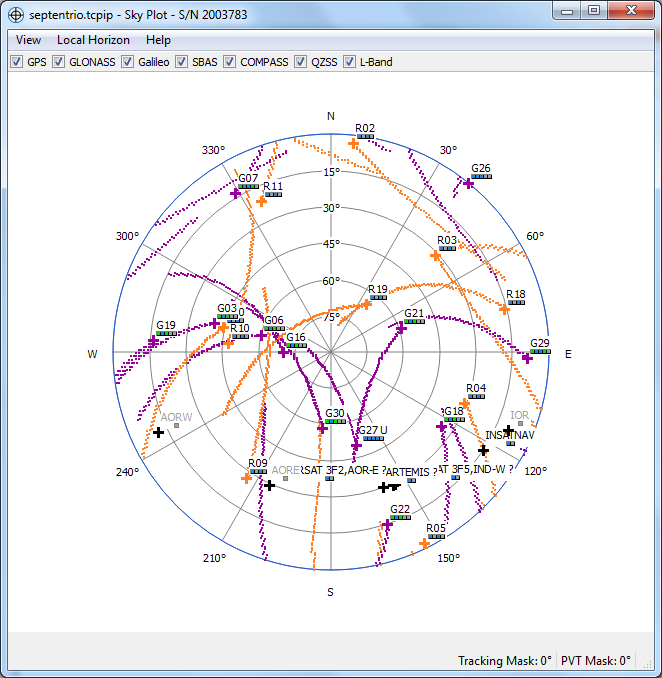 septentrio.tcpip - Sky Plot - S/N 2003783
View Local Horizon Help
GPS GLONASS Galileo SBAS COMPASS QZSS L-Band
N
R02
330° 30°
G26
15°
G07
R11
30°
300° 60°
R03
45°
60°
R19 R18
75°
G03 0 G06 G21
G19 R10 G16 G29
W E
R04
AORW G30 G18 IOR
G27 U INSATNAV
240° R09 AORE RSAT 3F2,AOR-E ? ARTEMIS ? AT 3F5,IND-W ? 120°
G22
R05
210° 150°
S
Tracking Mask: 0° PVT Mask: 0°